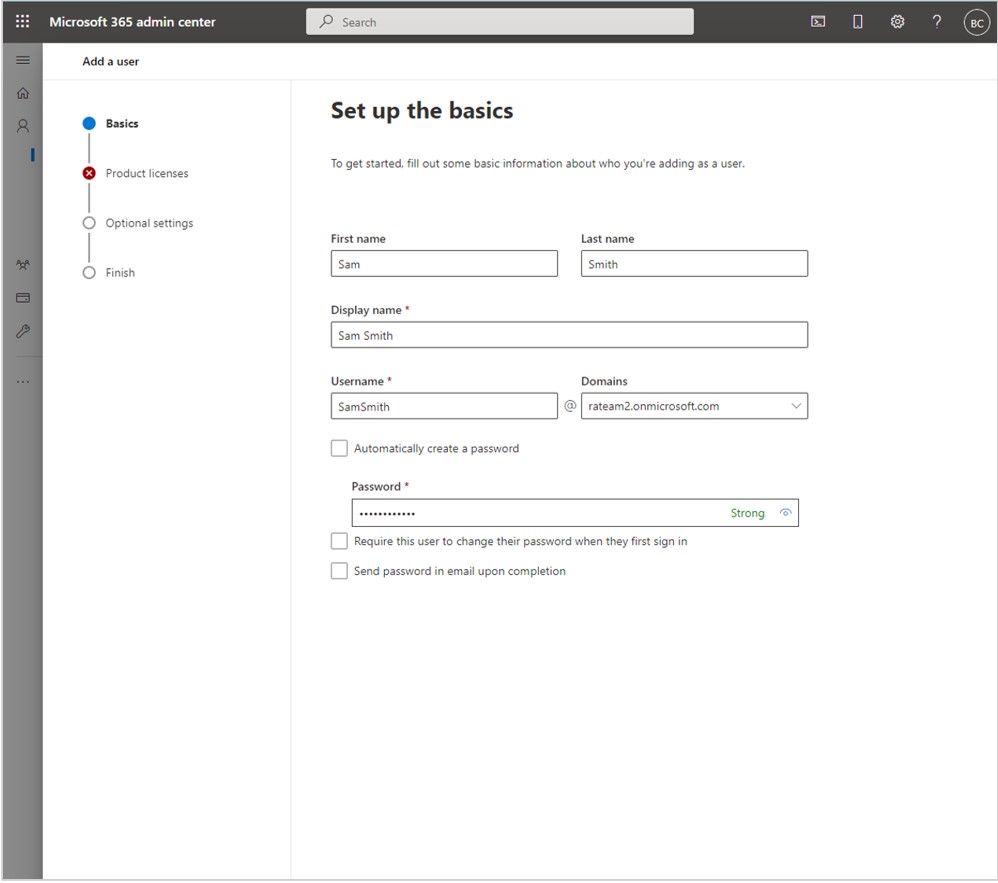 Microsoft 365 admin center
Search
BC
Add a user
Basics
Product licenses
Optional settings
Finish
Set up the basics
To get started, fill out some basic information about who you're adding as a user.
First name Last name
Sam Smith
Display name *
Sam Smith
Username * Domains
SamSmith @ rateam2.onmicrosoft.com
Automatically create a password
Password *
•••••••••••• Strong
Require this user to change their password when they first sign in
Send password in email upon completion